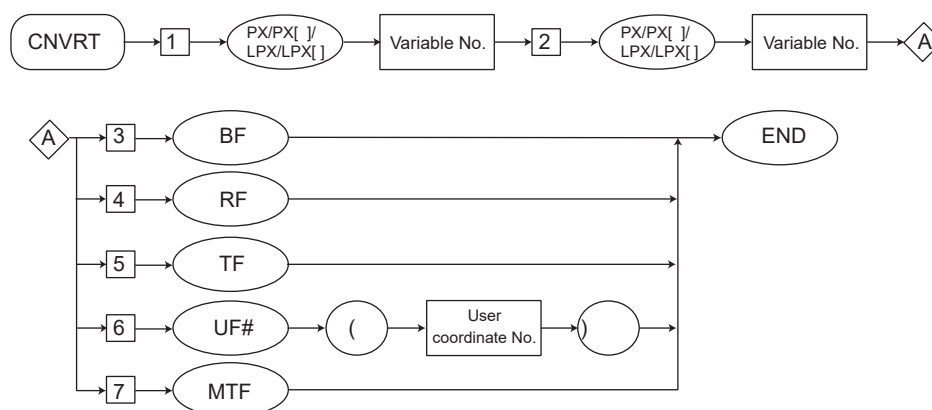 CNVRT
1
PX/PX[ ]/
LPX/LPX[ ]
Variable No.
2
PX/PX[ ]/
LPX/LPX[ ]
Variable No.
A
A
3
BF
END
4
RF
5
TF
6
UF#
(
User
coordinate No.
)
7
MTF